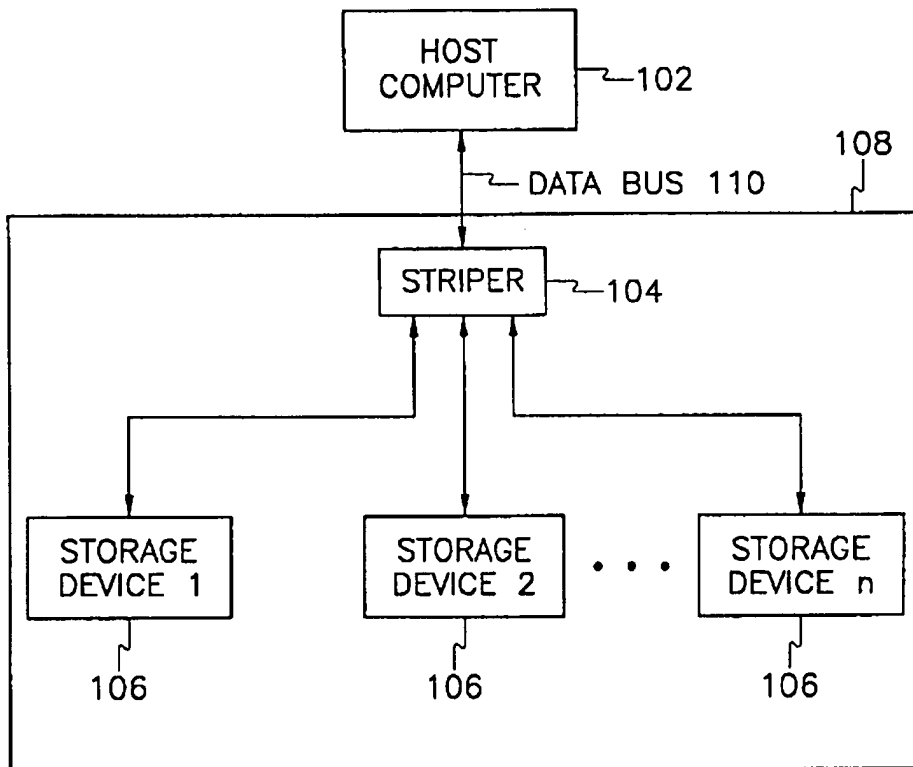 HOST
COMPUTER
102
108
DATA BUS 110
STRIPER
104
STORAGE
DEVICE 1
STORAGE
DEVICE 2
STORAGE
DEVICE n
106
106
106